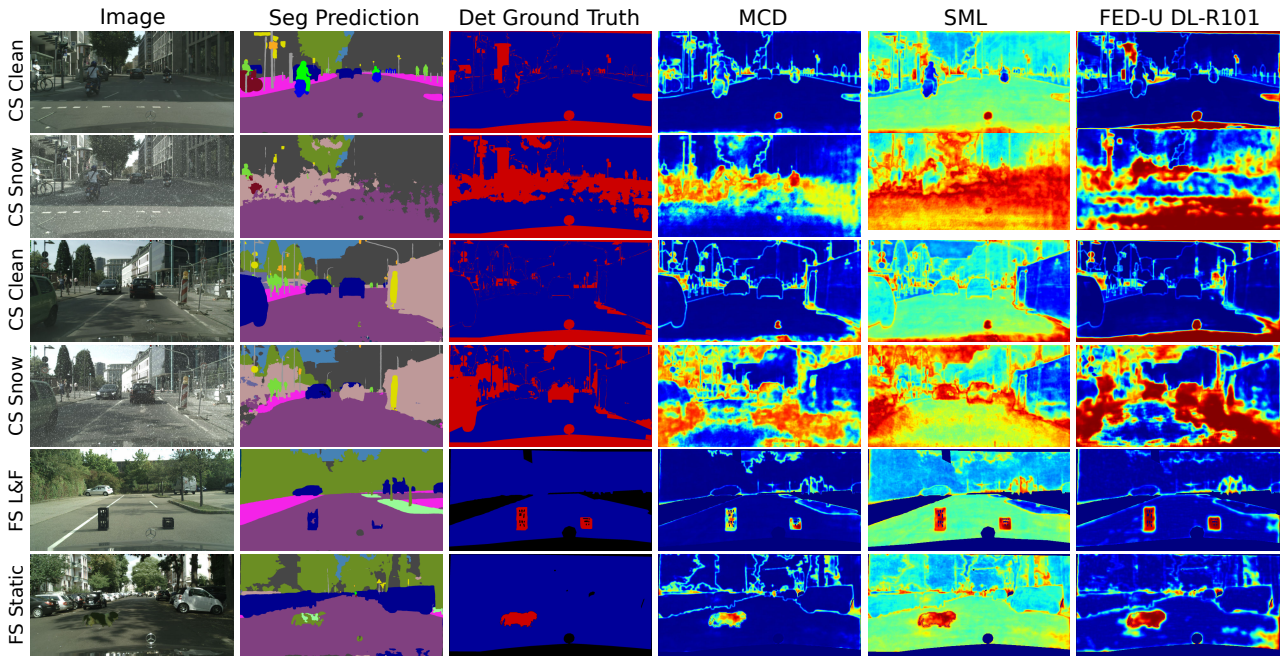 Image Seg Prediction Det Ground Truth MCD SML FED-U DL-R101
CS Clean
CS Snow
CS Clean
CS Snow
FS L&F
FS Static